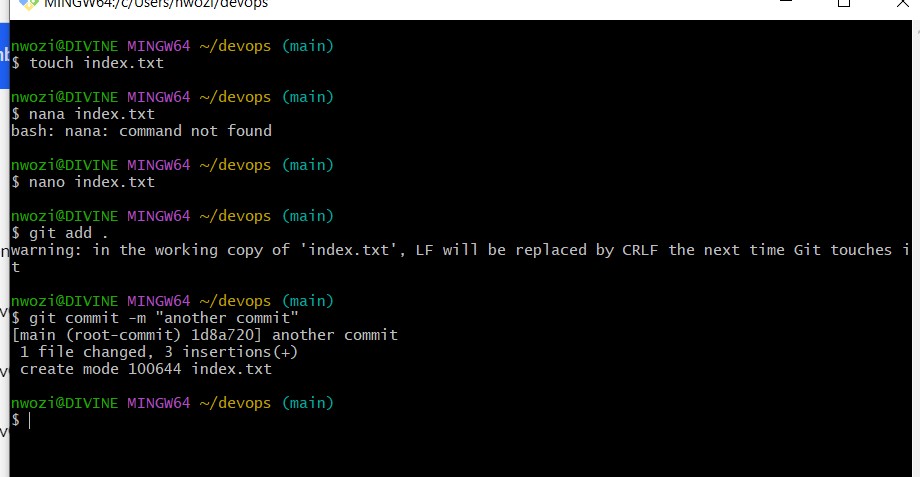 MINGW64:/c/Users/nwozi/devops
nwozi@DIVINE MINGW64 ~/devops (main)
$ touch index.txt
nwozi@DIVINE MINGW64 ~/devops (main)
$ nana index.txt
bash: nana: command not found
nwozi@DIVINE MINGW64 ~/devops (main)
$ nano index.txt
nwozi@DIVINE MINGW64 ~/devops (main)
$ git add .
warning: in the working copy of 'index.txt', LF will be replaced by CRLF the next time Git touches i
t
nwozi@DIVINE MINGW64 ~/devops (main)
$ git commit -m "another commit"
[main (root-commit) 1d8a720] another commit
 1 file changed, 3 insertions(+)
 create mode 100644 index.txt
nwozi@DIVINE MINGW64 ~/devops (main)
$